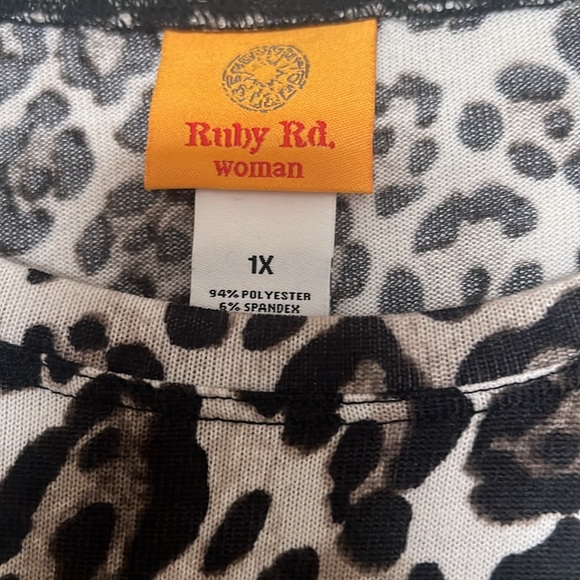 Ruby Rd.
woman
1X
94% POLYESTER
6% SPANDEX